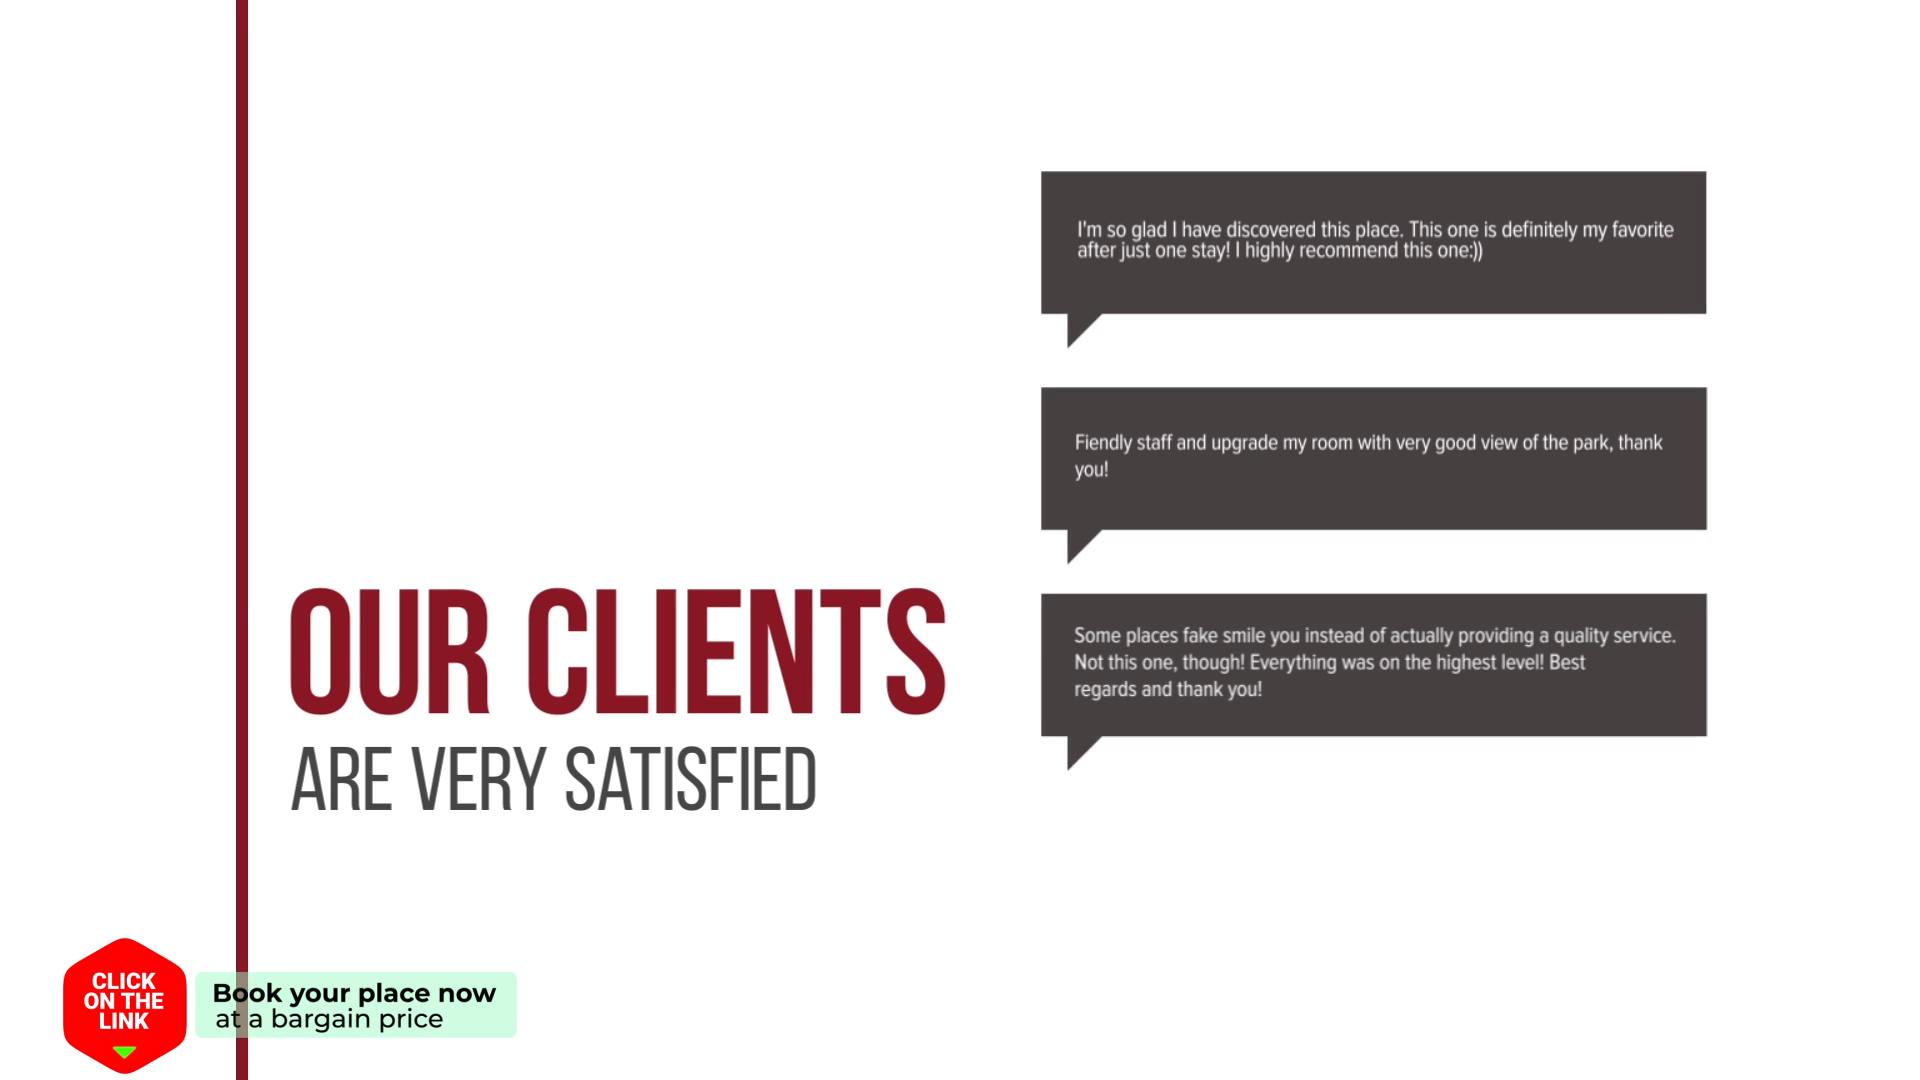 I'm so glad I have discovered this place. This one is definitely my favorite
after just one stay! I highly recommend this one:))
Fiendly staff and upgrade my room with very good view of the park, thank
you!
Some places fake smile you instead of actually providing a quality service.
Not this one, though! Everything was on the highest level! Best
regards and thank you!
OUR CLIENTS
ARE VERY SATISFIED
CLICK
ON THE
LINK
Book your place now
at a bargain price